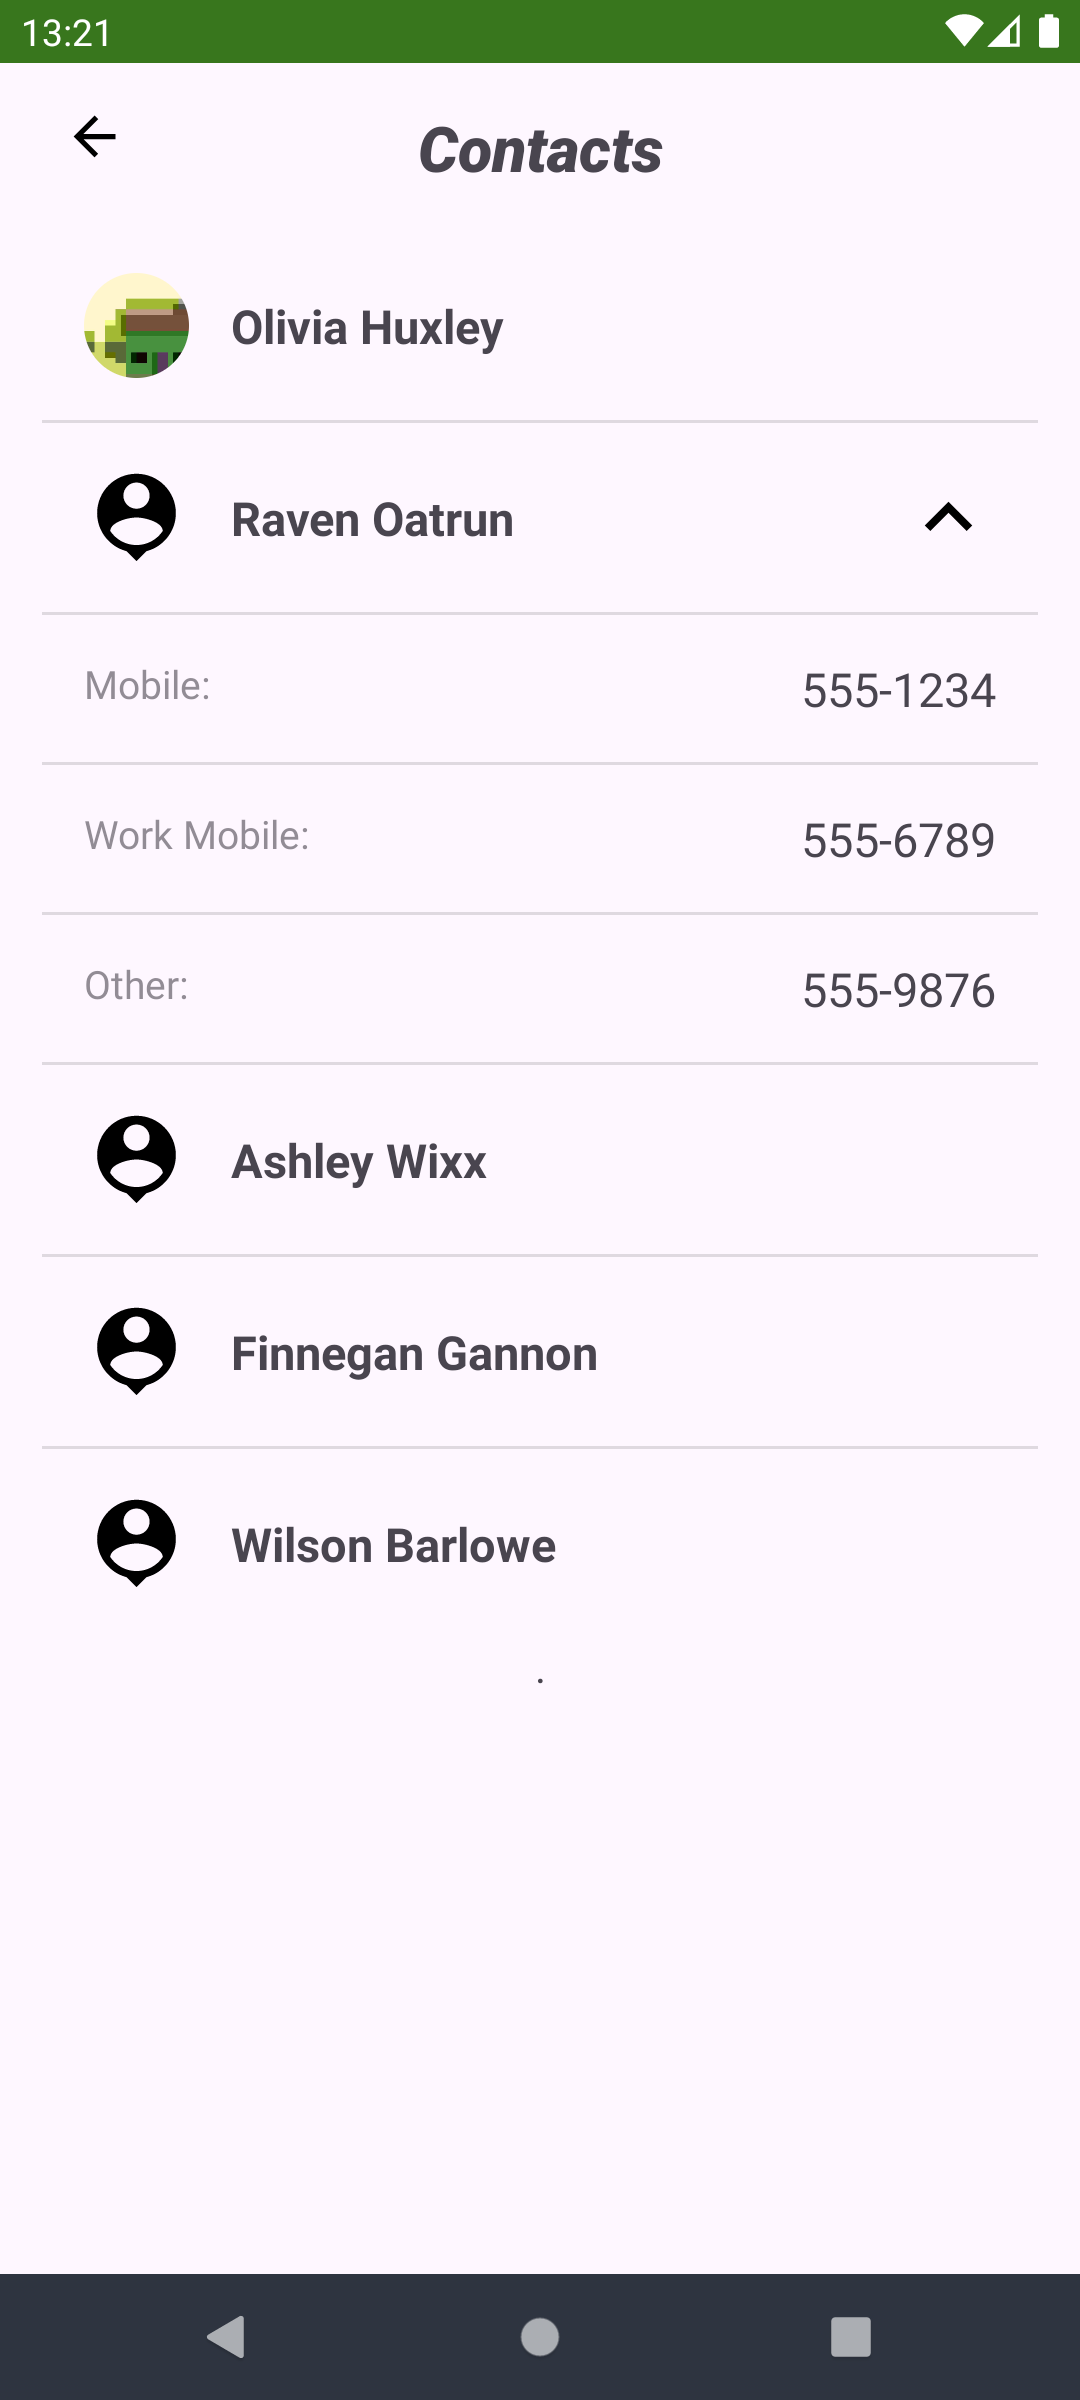 13:21
Contacts
Olivia Huxley
Raven Oatrun
Mobile:
555-1234
Work Mobile:
555-6789
Other:
555-9876
Ashley Wixx
Finnegan Gannon
Wilson Barlowe
.